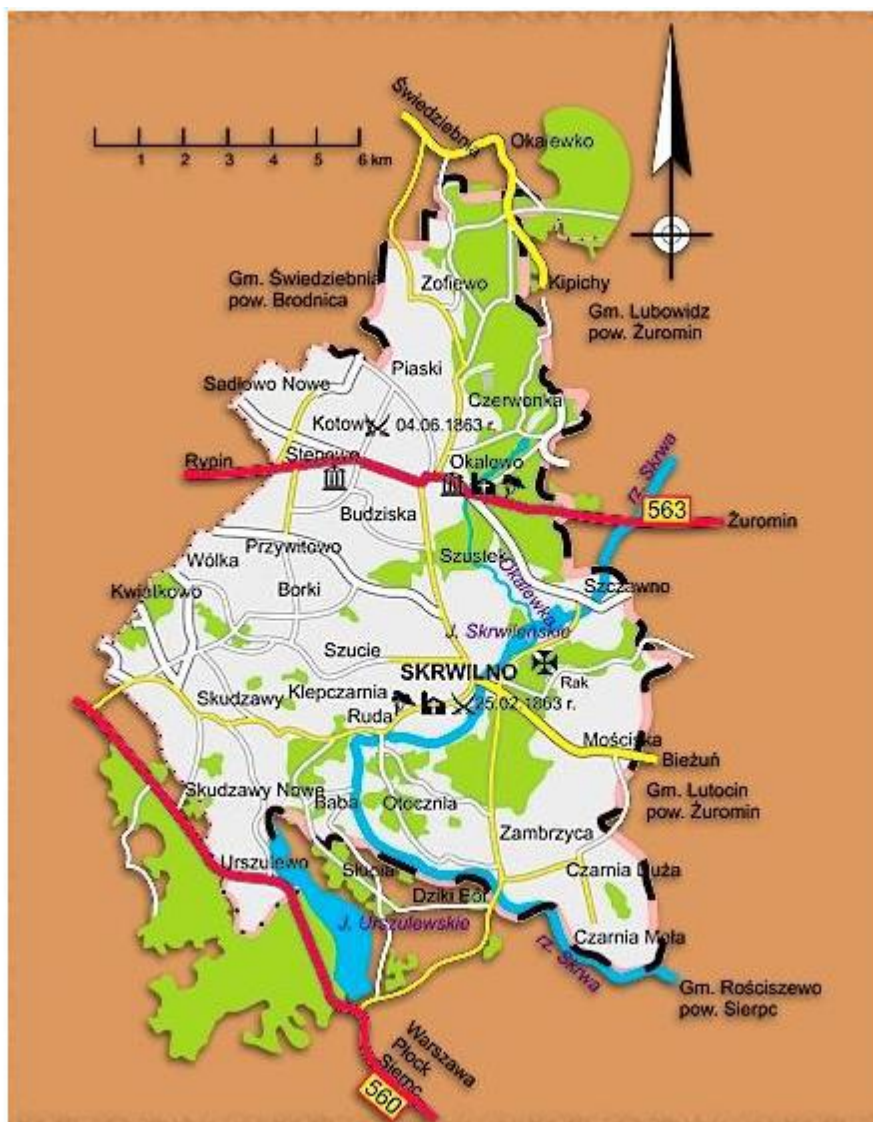 Świedziebnia
Okalewko
1 2 3 4 5 6 km
Gm. Świedziebnia
pow. Brodnica
Zofiewo
Kipichy
Gm. Lubowidz
pow. Żuromin
Piaski
Sadłowo Nowe
Czerwonka
Kotowy
04.06.1863 r.
rz. Skrwa
Rypin
Stępowo
Okalewo
563
Żuromin
Budziska
Przywitowo
Szustek
Wólka
Okalewka
Szczawno
Kwiatkowo
Borki
J. Skrwileńskie
Szucie
SKRWILNO
Rak
Skudzawy
Klepczarnia
Ruda
25.02.1863 r.
Mościska
Bieżuń
Skudzawy Nowe
Baba
Otocznia
Gm. Lutocin
pow. Żuromin
Zambrzyca
Urszulewo
Słupia
Czarnia Duża
Dziki Bór
J. Urszulewskie
Czarnia Mała
rz. Skrwa
Gm. Rościszewo
pow. Sierpc
Warszawa
Płock
Sierpc
560